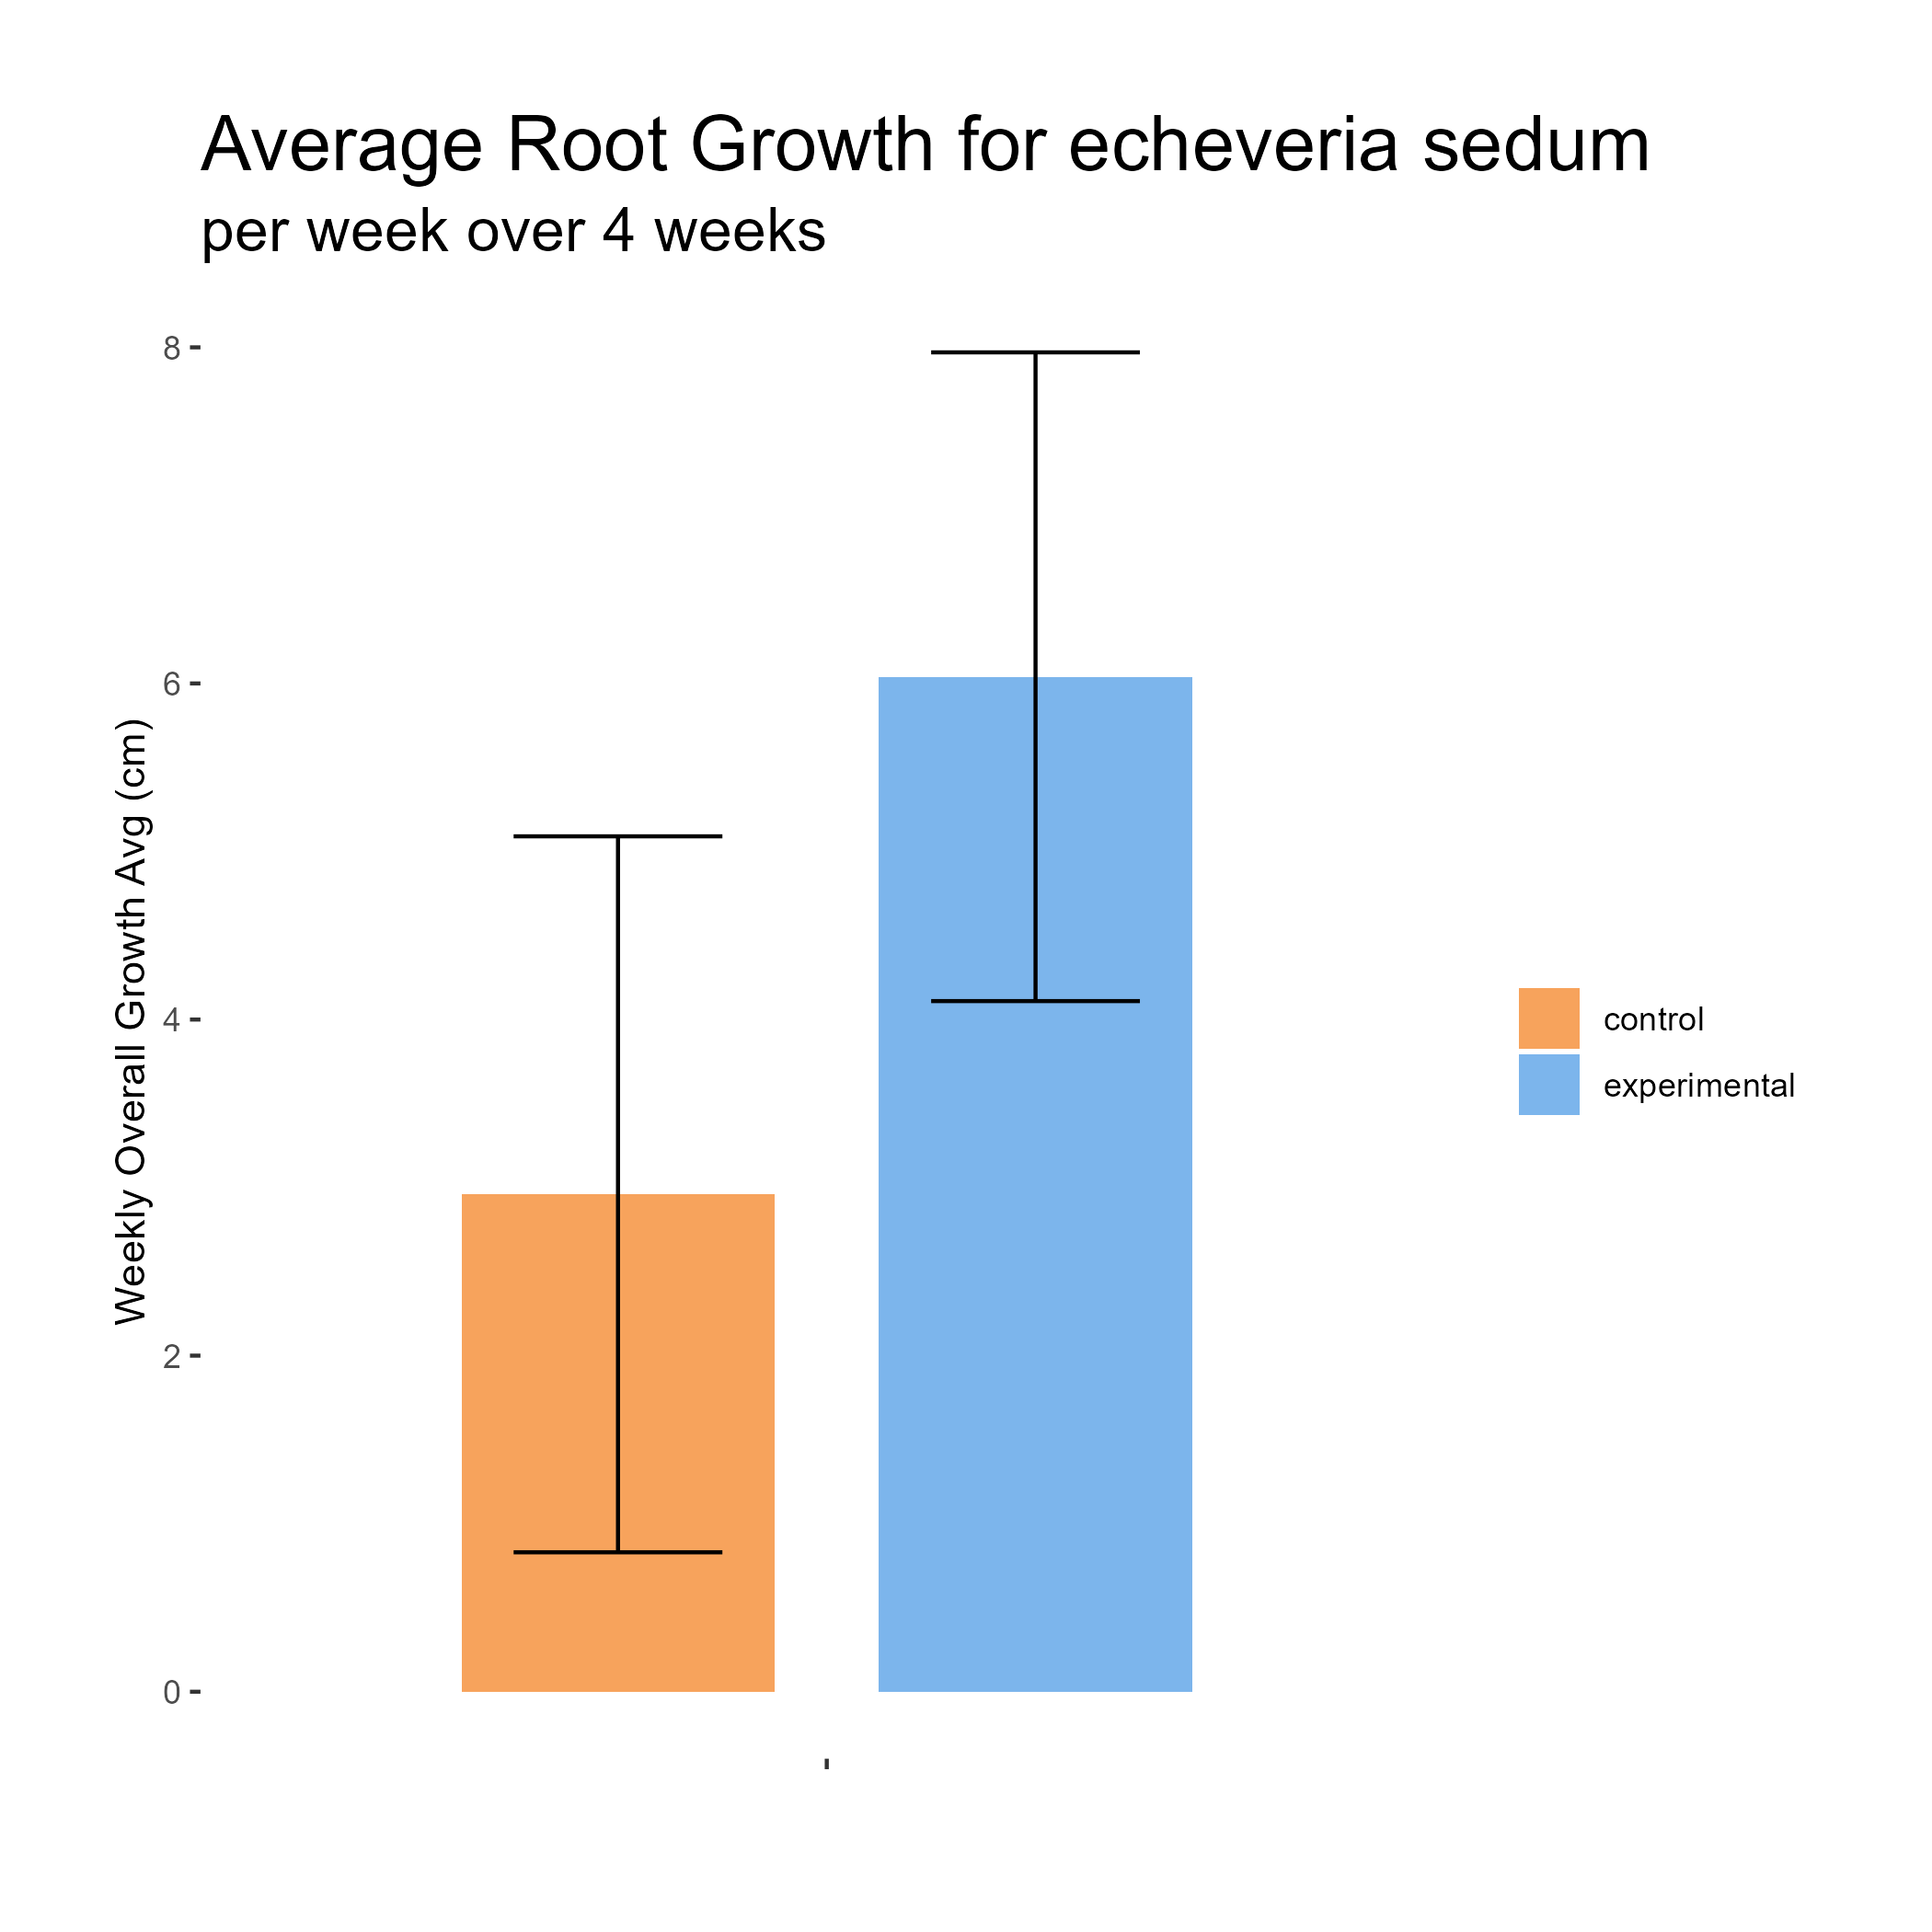 Average Root Growth for echeveria sedum
per week over 4 weeks
Weekly Overall Growth Avg (cm)
8
6
4
2
0
control
experimental